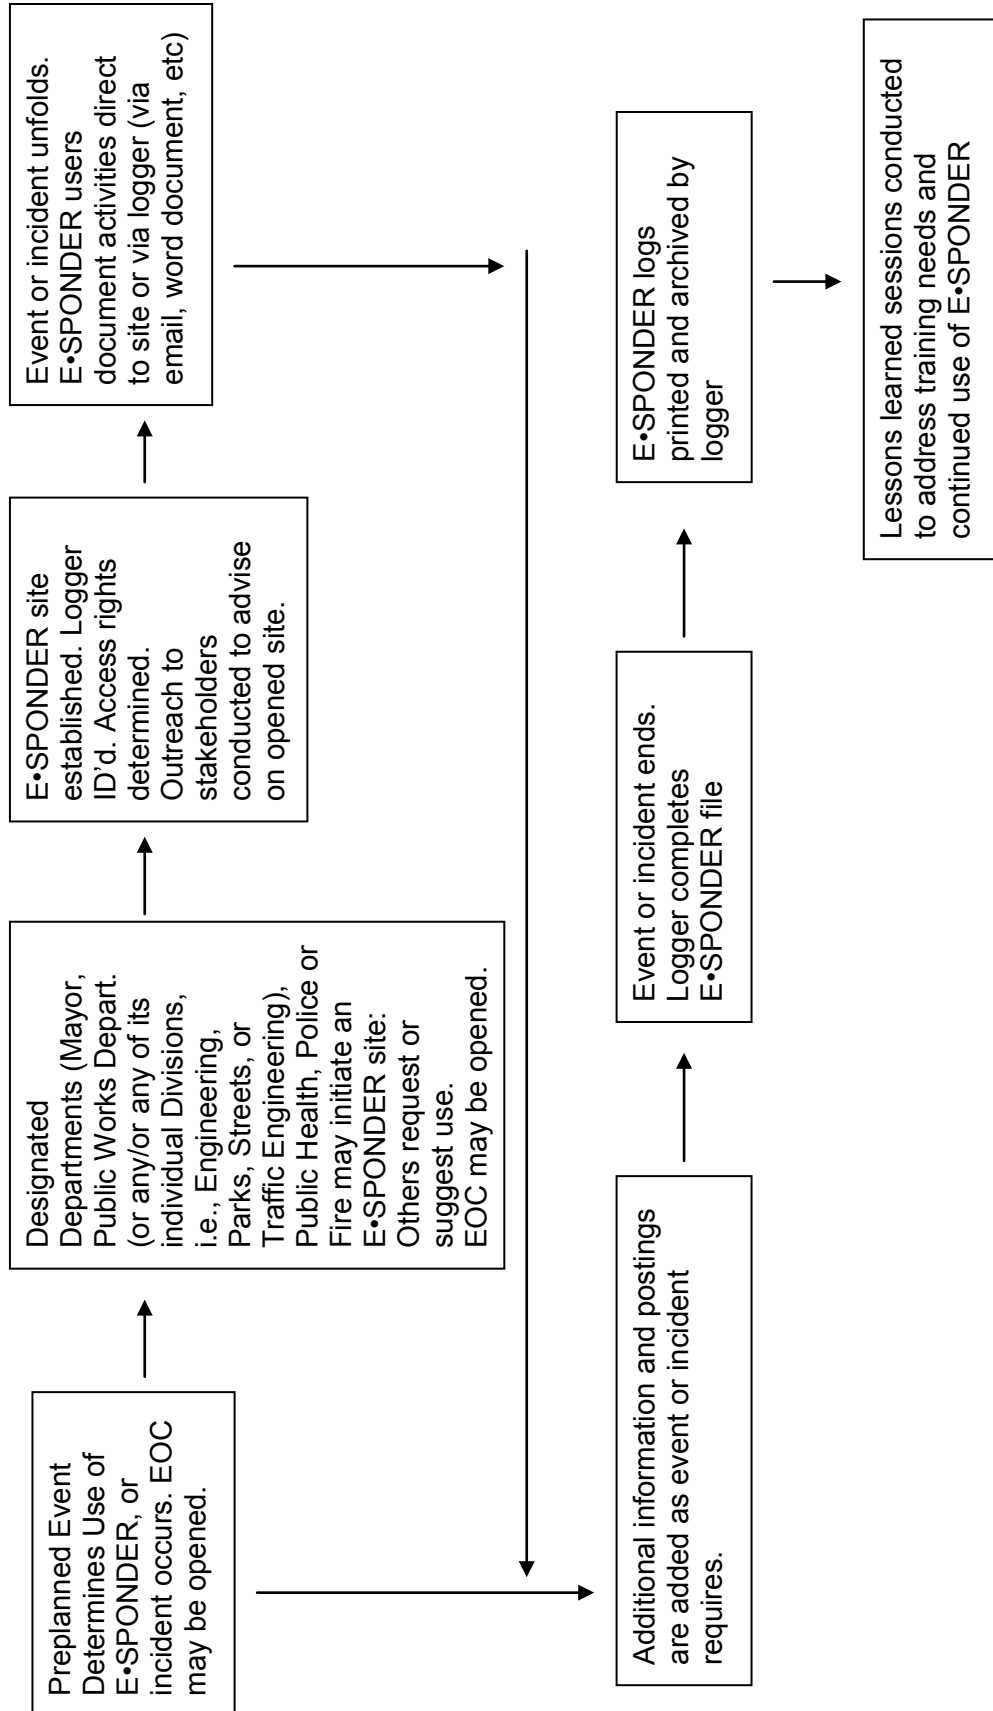 Preplanned Event
Determines Use of
E•SPONDER, or
incident occurs. EOC
may be opened.
Designated
Departments (Mayor,
Public Works Depart.
(or any/or any of its
individual Divisions,
i.e., Engineering,
Parks, Streets, or
Traffic Engineering),
Public Health, Police or
Fire may initiate an
E•SPONDER site:
Others request or
suggest use.
EOC may be opened.
E•SPONDER site
established. Logger
ID’d. Access rights
determined.
Outreach to
stakeholders
conducted to advise
on opened site.
Event or incident unfolds.
E•SPONDER users
document activities direct
to site or via logger (via
email, word document, etc)
Additional information and postings
are added as event or incident
requires.
Event or incident ends.
Logger completes
E•SPONDER file
E•SPONDER logs
printed and archived by
logger
Lessons learned sessions conducted
to address training needs and
continued use of E•SPONDER